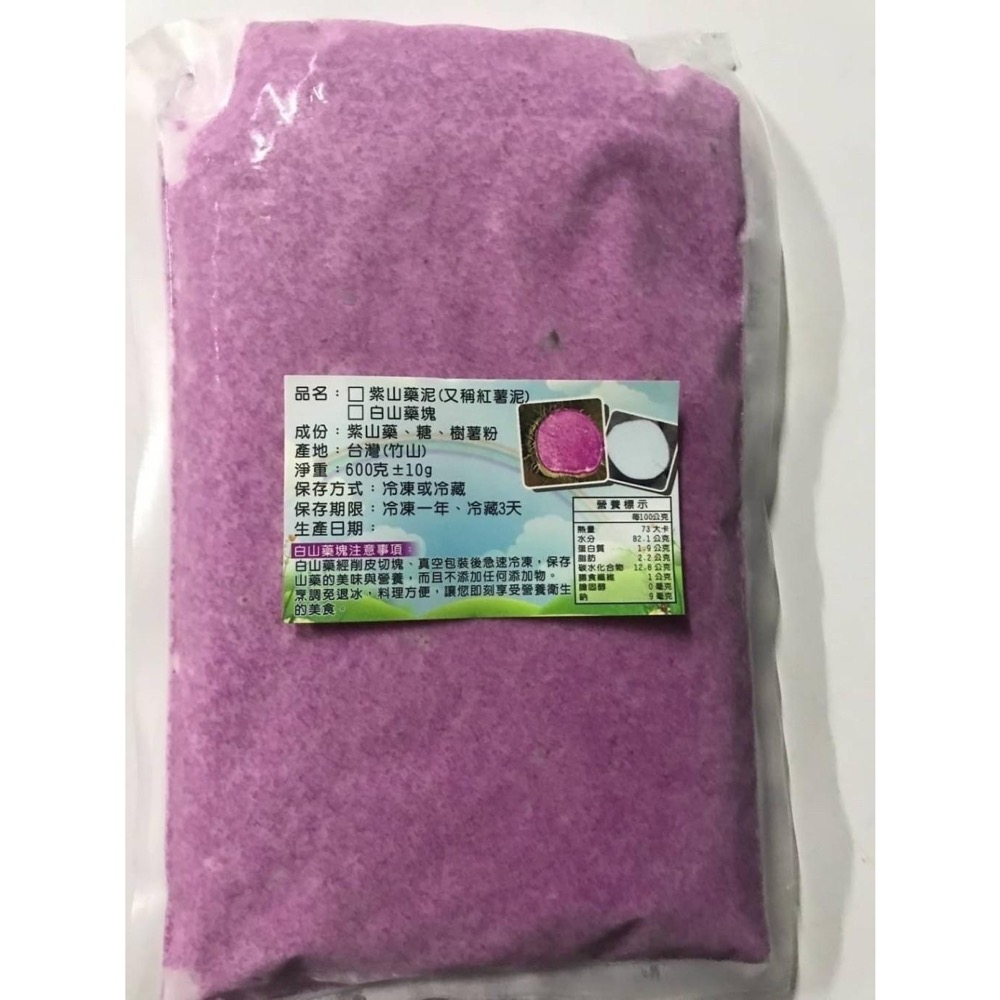 品名：□ 紫山藥泥(又稱紅薯泥)
□ 白山藥塊
成份：紫山藥、糖、樹薯粉
產地：台灣(竹山)
淨重：600克±10g
保存方式：冷凍或冷藏
保存期限：冷凍一年、冷藏3天
生產日期：
白山藥塊注意事項：
白山藥經削皮切塊、真空包裝後急速冷凍，保存
山藥的美味與營養，而且不添加任何添加物。
烹調免退冰，料理方便，讓您即刻享受營養衛生
的美食。
營養標示
每100公克
熱量 73 大卡
水分 82.1 公克
蛋白質 1.9 公克
脂肪 2.2 公克
碳水化合物 12.8 公克
膳食纖維 1 公克
膽固醇 0 毫克
鈉 9 毫克